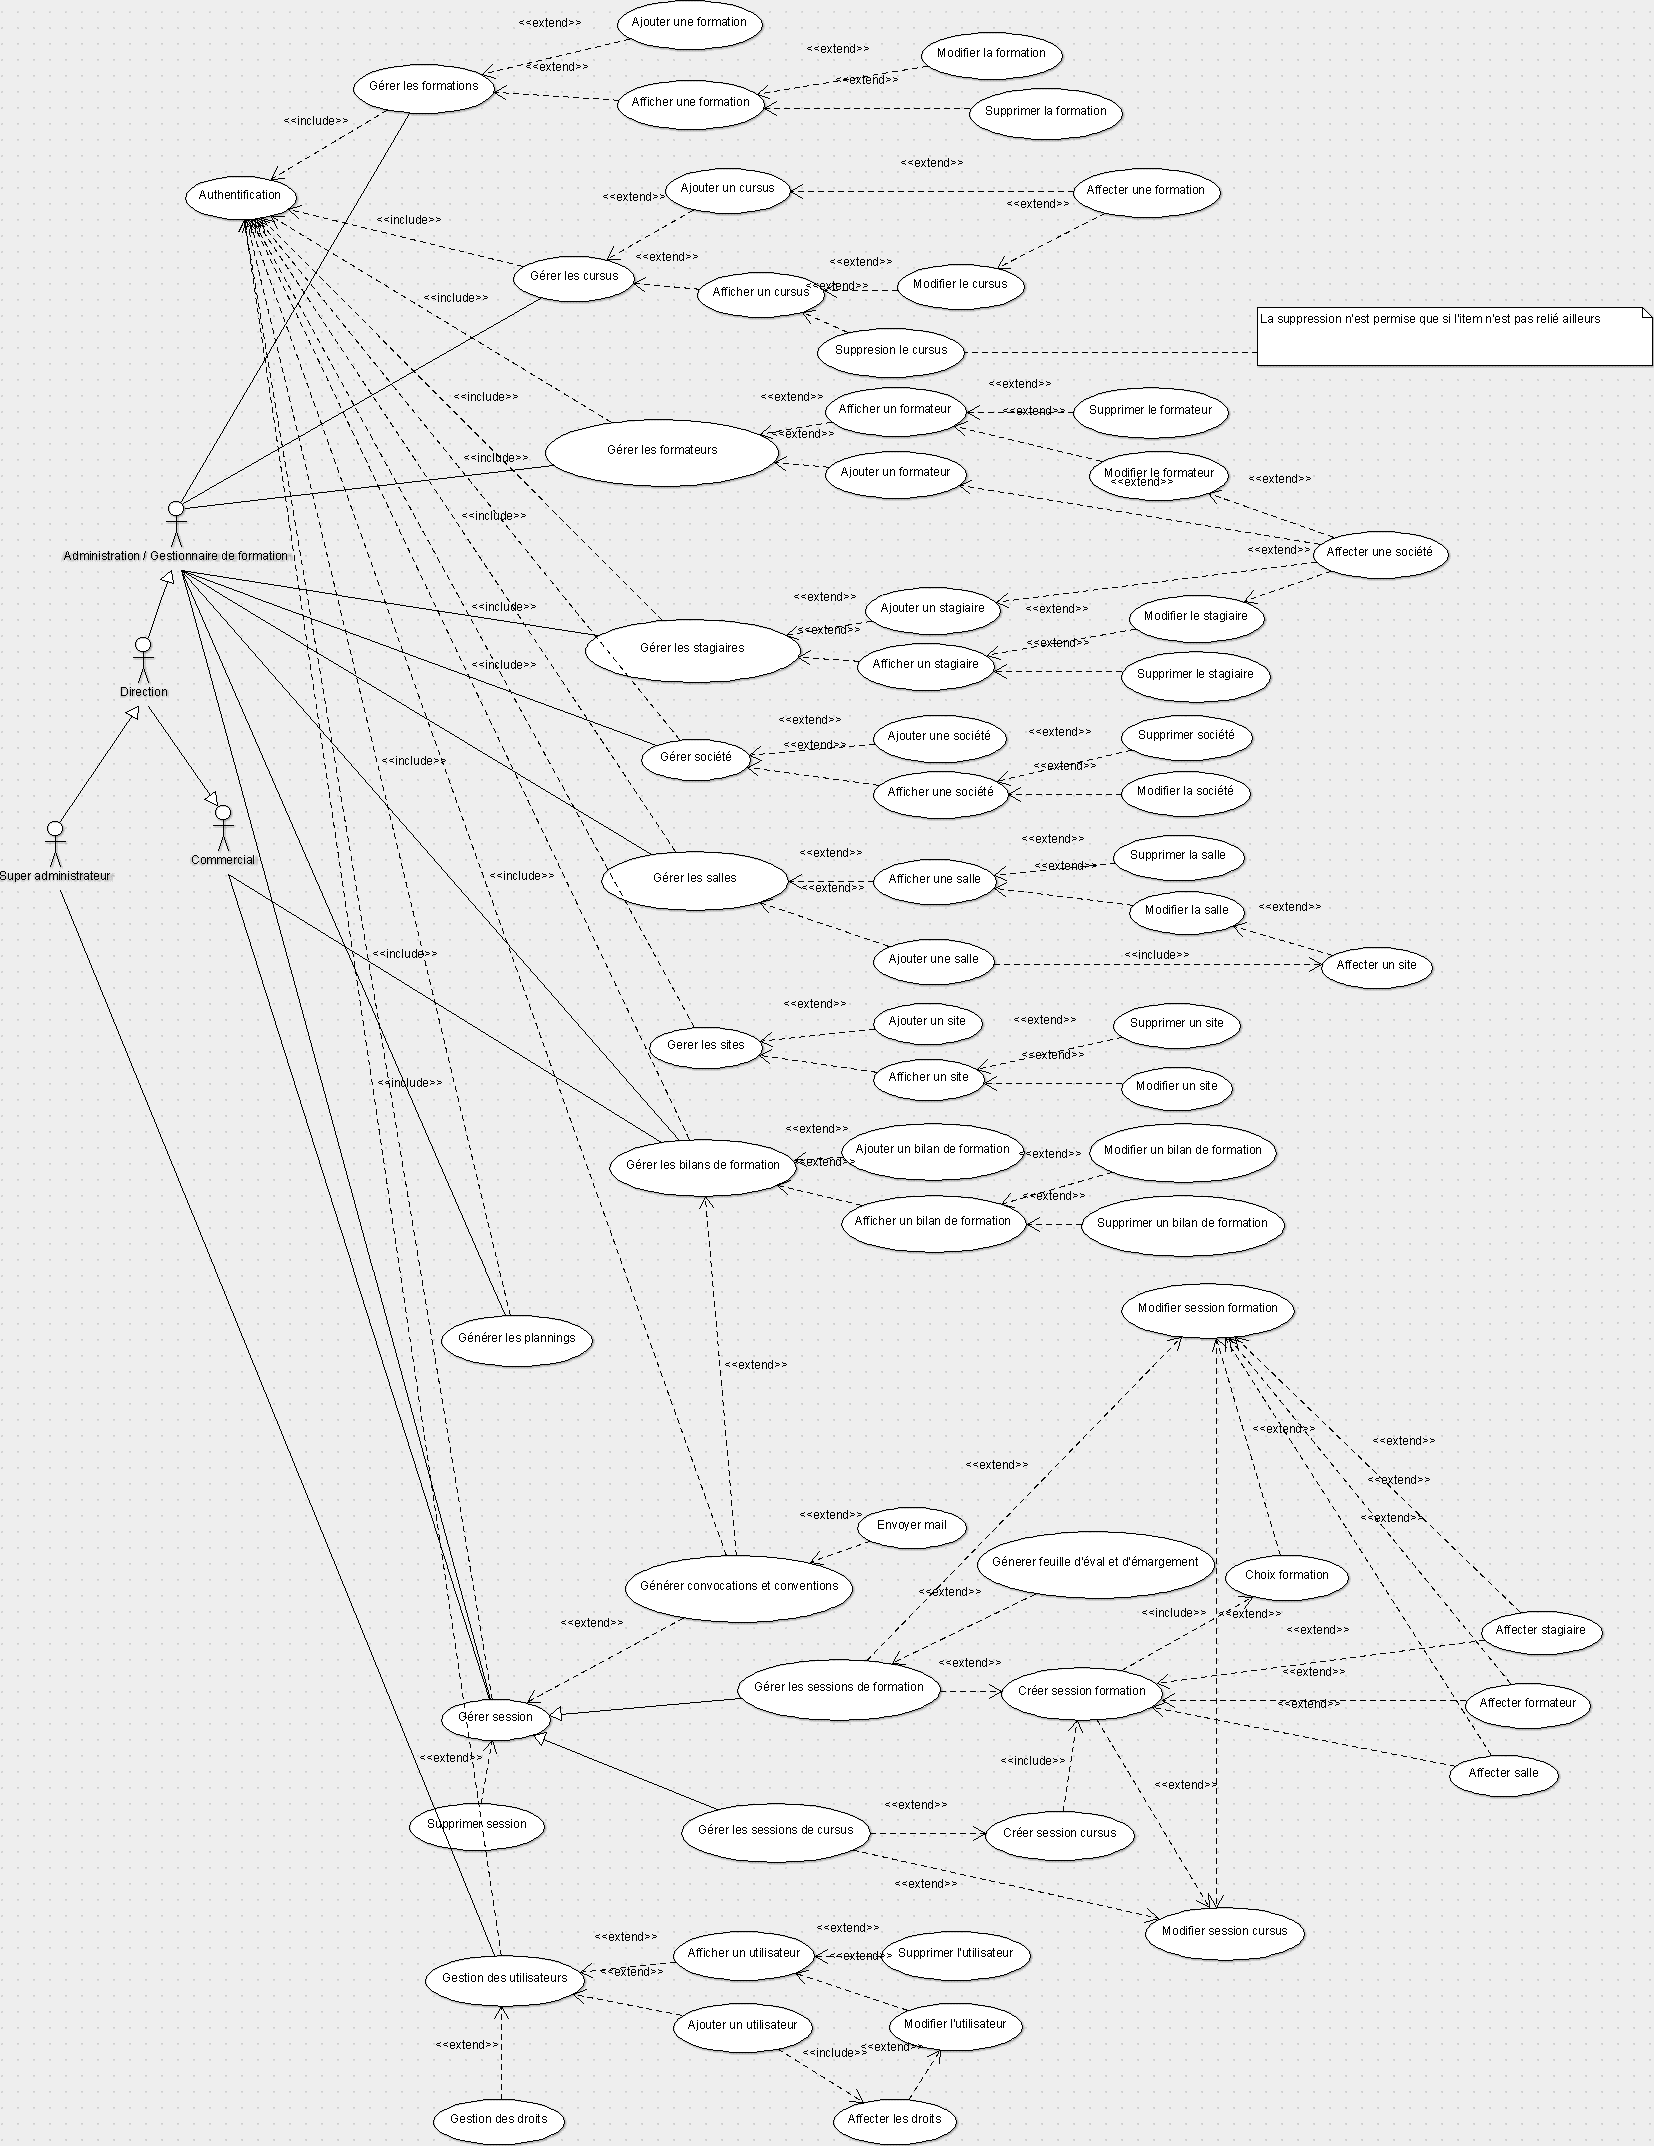 <<extend>>
Ajouter une formation
<<extend>>
Modifier la formation
<<extend>>
Gérer les formations
<<extend>>
Afficher une formation
Supprimer la formation
<<include>>
<<extend>>
Authentification
Ajouter un cursus
Affecter une formation
<<extend>>
<<extend>>
<<include>>
<<extend>>
<<extend>>
Gérer les cursus
Afficher un cursus
<<extend>>
Modifier le cursus
<<include>>
La suppression n'est permise que si l'item n'est pas relié ailleurs
Suppresion le cursus
<<extend>>
<<include>>
<<extend>>
Afficher un formateur
<<extend>>
Supprimer le formateur
<<extend>>
Gérer les formateurs
<<include>>
Ajouter un formateur
Modifier le formateur
<<extend>>
<<extend>>
<<include>>
Administration / Gestionnaire de formation
<<extend>>
Affecter une société
<<extend>>
<<include>>
Ajouter un stagiaire
<<extend>>
Modifier le stagiaire
<<extend>>
Gérer les stagiaires
<<extend>>
<<include>>
Afficher un stagiaire
Supprimer le stagiaire
Direction
<<extend>>
<<extend>>
Ajouter une société
Supprimer société
<<extend>>
Gérer société
<<include>>
<<extend>>
Afficher une société
Modifier la société
<<extend>>
<<extend>>
Supprimer la salle
Commercial
<<extend>>
Super administrateur
<<include>>
Gérer les salles
<<extend>>
Afficher une salle
Modifier la salle
<<extend>>
<<include>>
Ajouter une salle
<<include>>
Affecter un site
<<extend>>
Ajouter un site
<<extend>>
Supprimer un site
Gerer les sites
<<extend>>
<<include>>
Afficher un site
Modifier un site
<<extend>>
Gérer les bilans de formation
<<extend>>
Ajouter un bilan de formation
<<extend>>
Modifier un bilan de formation
<<extend>>
Afficher un bilan de formation
Supprimer un bilan de formation
Modifier session formation
Générer les plannings
<<extend>>
<<extend>>
<<extend>>
<<extend>>
<<extend>>
<<extend>>
<<extend>>
Envoyer mail
Génerer feuille d'éval et d'émargement
Choix formation
Générer convocations et conventions
<<extend>>
<<include>>
<<extend>>
<<extend>>
<<extend>>
Affecter stagiaire
<<extend>>
<<extend>>
Gérer les sessions de formation
Créer session formation
<<extend>>
Affecter formateur
Gérer session
<<extend>>
<<include>>
Affecter salle
<<extend>>
<<extend>>
Supprimer session
Gérer les sessions de cursus
Créer session cursus
<<extend>>
Modifier session cursus
<<extend>>
<<extend>>
Afficher un utilisateur
<<extend>>
Supprimer l'utilisateur
<<extend>>
Gestion des utilisateurs
Ajouter un utilisateur
Modifier l'utilisateur
<<extend>>
<<include>>
<<extend>>
Gestion des droits
Affecter les droits